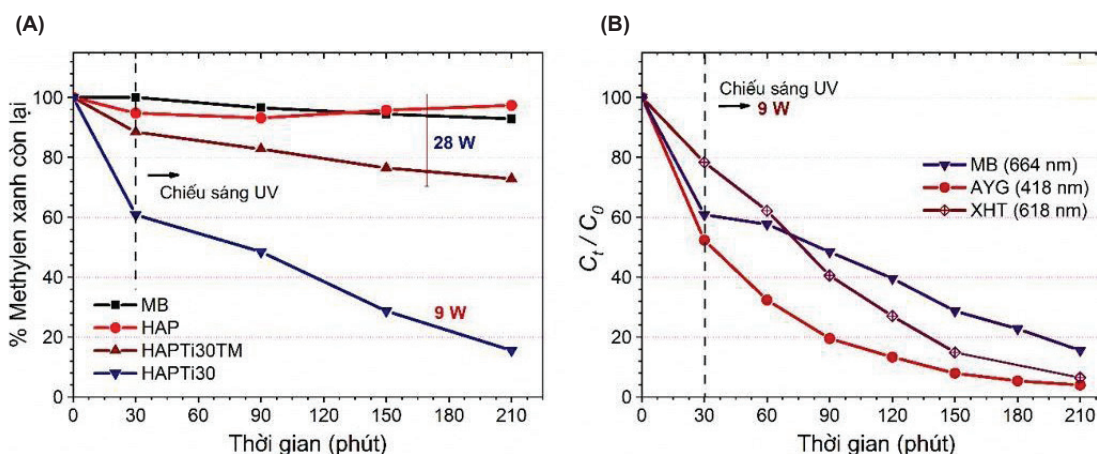 (A)
% Methylen xanh còn lại
100
80
60
40
20
0
Chiếu sáng UV
28 W
9 W
MB
HAP
HAPTi30TM
HAPTi30
0 30 60 90 120 150 180 210
Thời gian (phút)
(B)
C_t / C_0
100
80
60
40
20
0
Chiếu sáng UV
9 W
MB (664 nm)
AYG (418 nm)
XHT (618 nm)
0 30 60 90 120 150 180 210
Thời gian (phút)